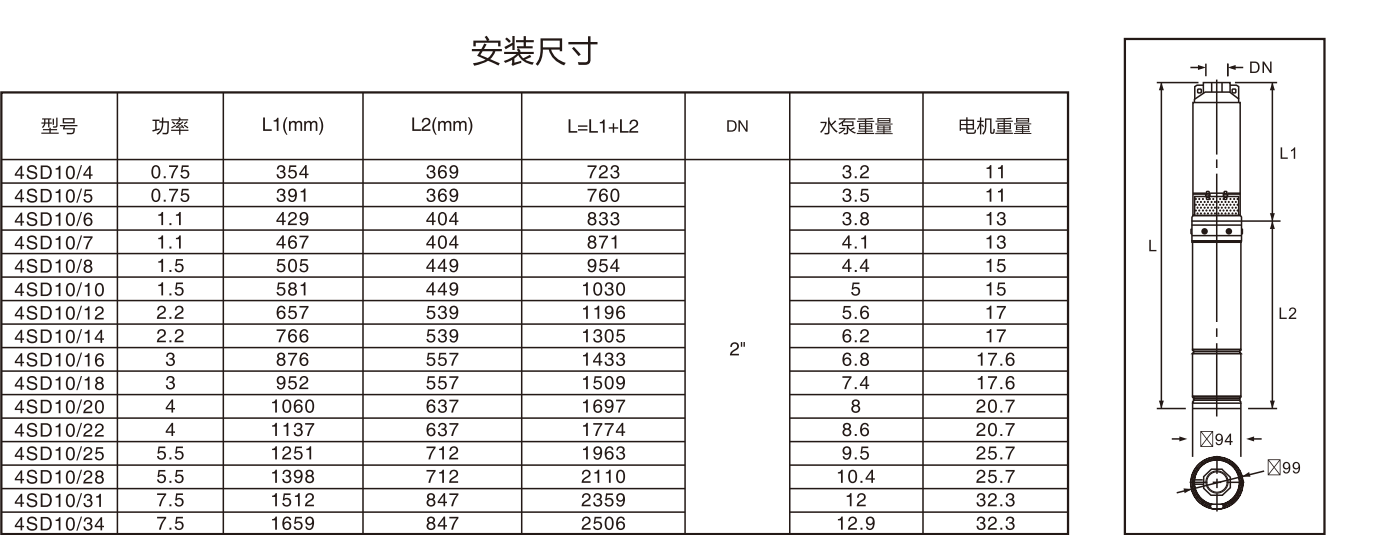 安装尺寸
型号 功率 L1(mm) L2(mm) L=L1+L2 DN 水泵重量 电机重量
4SD10/4 0.75 354 369 723 3.2 11
4SD10/5 0.75 391 369 760 3.5 11
4SD10/6 1.1 429 404 833 3.8 13
4SD10/7 1.1 467 404 871 4.1 13
4SD10/8 1.5 505 449 954 4.4 15
4SD10/10 1.5 581 449 1030 5 15
4SD10/12 2.2 657 539 1196 5.6 17
4SD10/14 2.2 766 539 1305 6.2 17
2"
4SD10/16 3 876 557 1433 6.8 17.6
4SD10/18 3 952 557 1509 7.4 17.6
4SD10/20 4 1060 637 1697 8 20.7
4SD10/22 4 1137 637 1774 8.6 20.7
4SD10/25 5.5 1251 712 1963 9.5 25.7
4SD10/28 5.5 1398 712 2110 10.4 25.7
4SD10/31 7.5 1512 847 2359 12 32.3
4SD10/34 7.5 1659 847 2506 12.9 32.3
DN
L1
L
L2
94
99